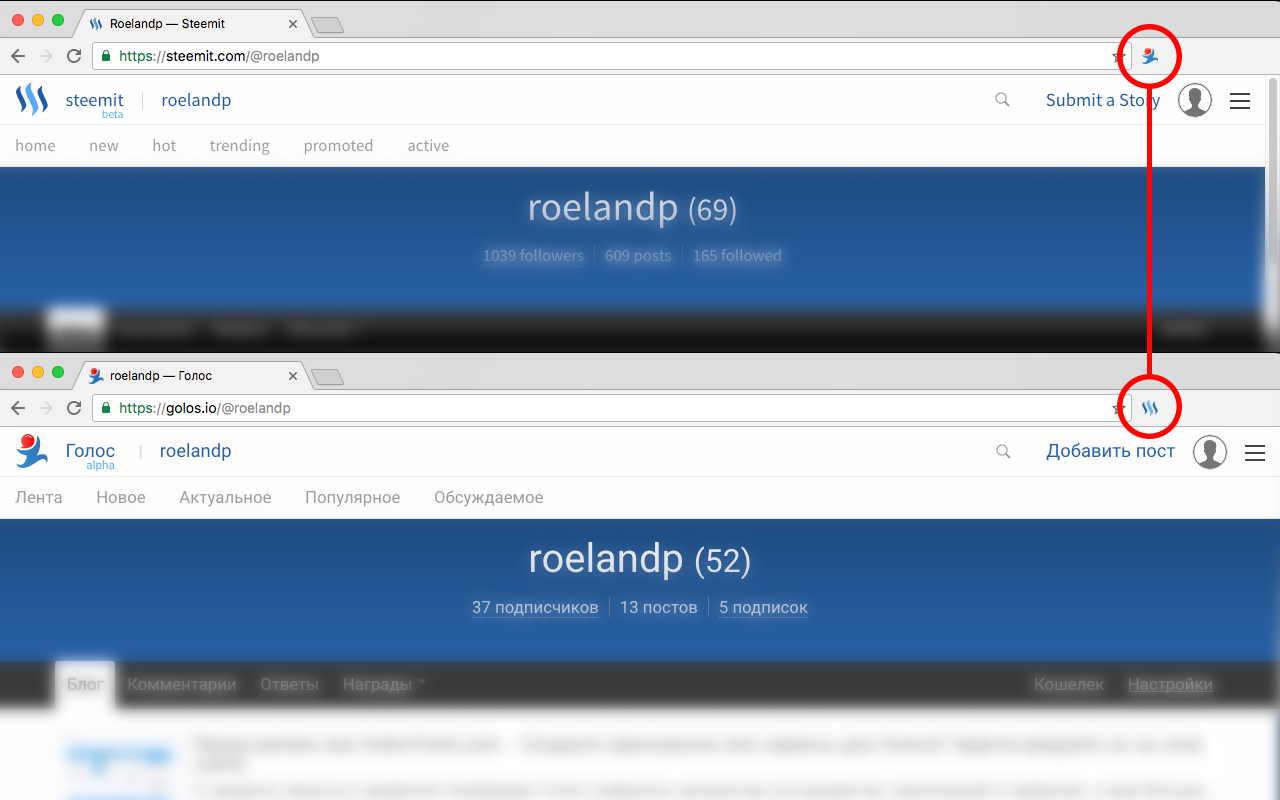 Roelandp — Steemit
https://steemit.com/@roelandp
steemit beta | roelandp Submit a Story
home new hot trending promoted active
roelandp (69)
1039 followers 609 posts 165 followed
roelandp — Голос
https://golos.io/@roelandp
Голос alpha | roelandp Добавить пост
Лента Новое Актуальное Популярное Обсуждаемое
roelandp (52)
37 подписчиков 13 постов 5 подписок
Блог Комментарии Ответы Награды Кошелек Настройки